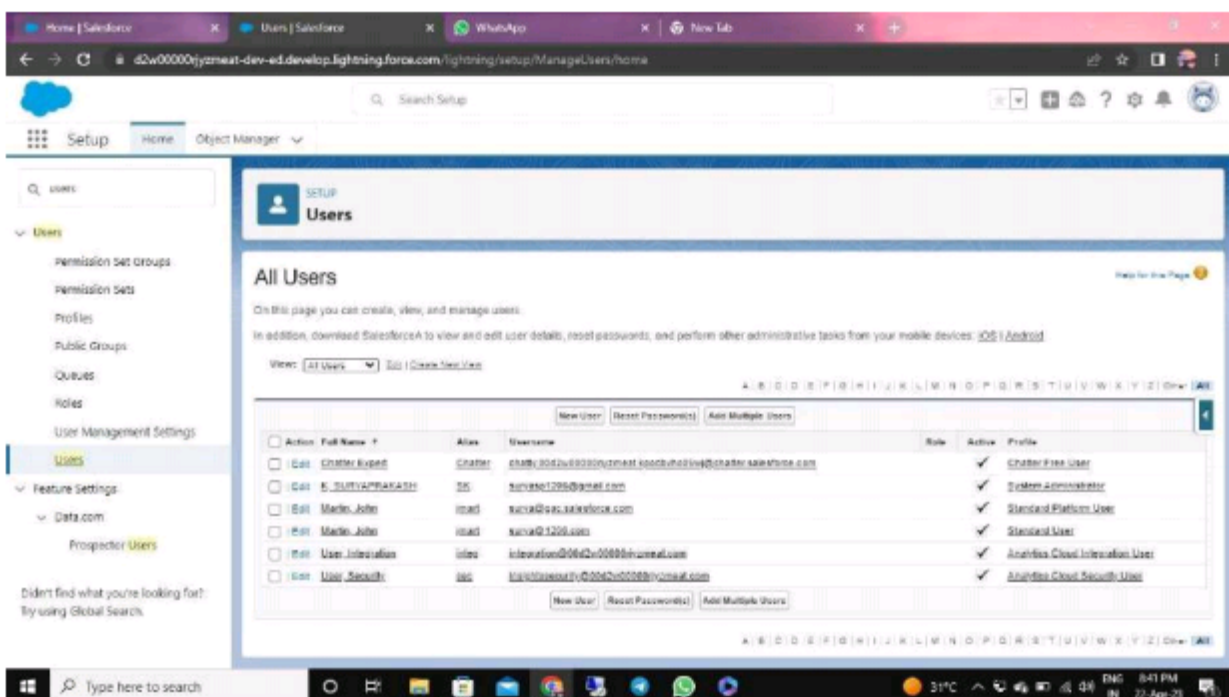 Home | Salesforce
Users | Salesforce
WhatsApp
New Tab
d2w00000rjyzmeat-dev-ed.develop.lightning.force.com/lightning/setup/ManageUsers/home
Search Setup
Setup
Home
Object Manager
users
Users
Permission Set Groups
Permission Sets
Profiles
Public Groups
Queues
Roles
User Management Settings
Users
Feature Settings
Data.com
Prospector Users
Didn't find what you're looking for?
Try using Global Search.
SETUP
Users
All Users
Help for this Page
On this page you can create, view, and manage users.
In addition, download SalesforceA to view and edit user details, reset passwords, and perform other administrative tasks from your mobile devices: iOS | Android
View: All Users Edit | Create New View
A | B | C | D | E | F | G | H | I | J | K | L | M | N | O | P | Q | R | S | T | U | V | W | X | Y | Z | Other All
New User Reset Password(s) Add Multiple Users
Action Full Name ↑ Alias Username Role Active Profile
Edit Chatter Expert Chatter Chatter Free User
Edit K, SURYAPRAKASH SK System Administrator
Edit Martin, John jmart Standard Platform User
Edit Martin, John jmart surya@1208.com Standard User
Edit User, Integration integ Analytics Cloud Integration User
Edit User, Security sec Analytics Cloud Security User
New User Reset Password(s) Add Multiple Users
A | B | C | D | E | F | G | H | I | J | K | L | M | N | O | P | Q | R | S | T | U | V | W | X | Y | Z | Other All
Type here to search
31°C
ENG
IN
8:41 PM